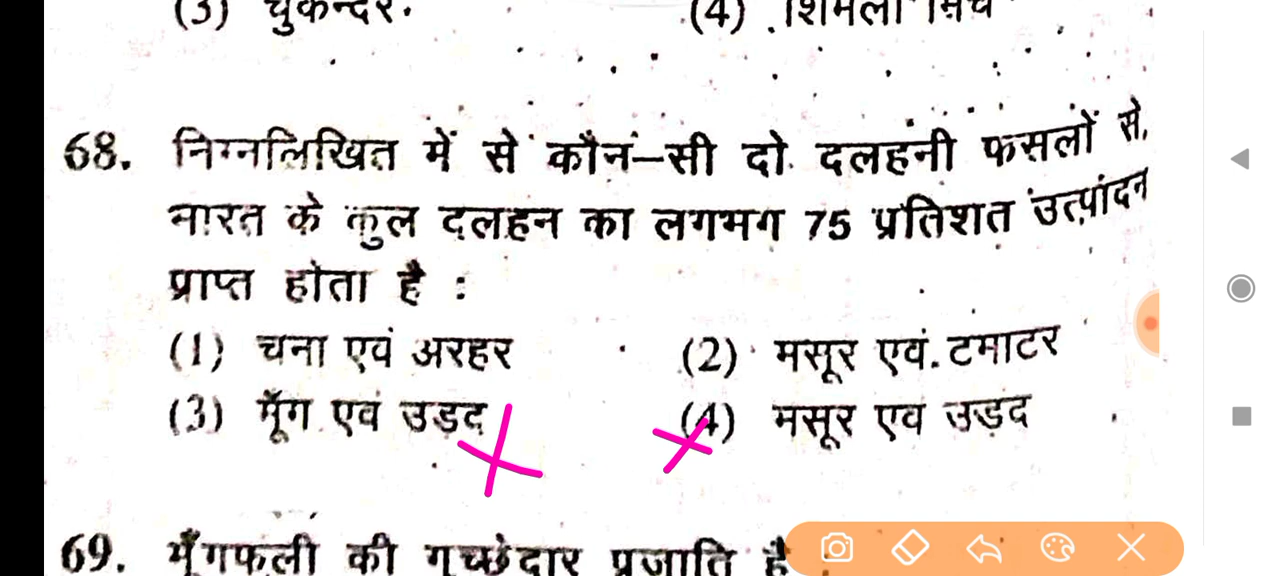 (3) चुकन्दर. (4) शिमला मिर्च
68. निम्नलिखित में से कौन-सी दो दलहनी फसलों से,
भारत के कुल दलहन का लगभग 75 प्रतिशत उत्पादन
प्राप्त होता है :
(1) चना एवं अरहर (2) मसूर एवं टमाटर
(3) मूँग एवं उड़द (4) मसूर एव उड़द
69. मूँगफली की गुच्छेदार प्रजाति है :